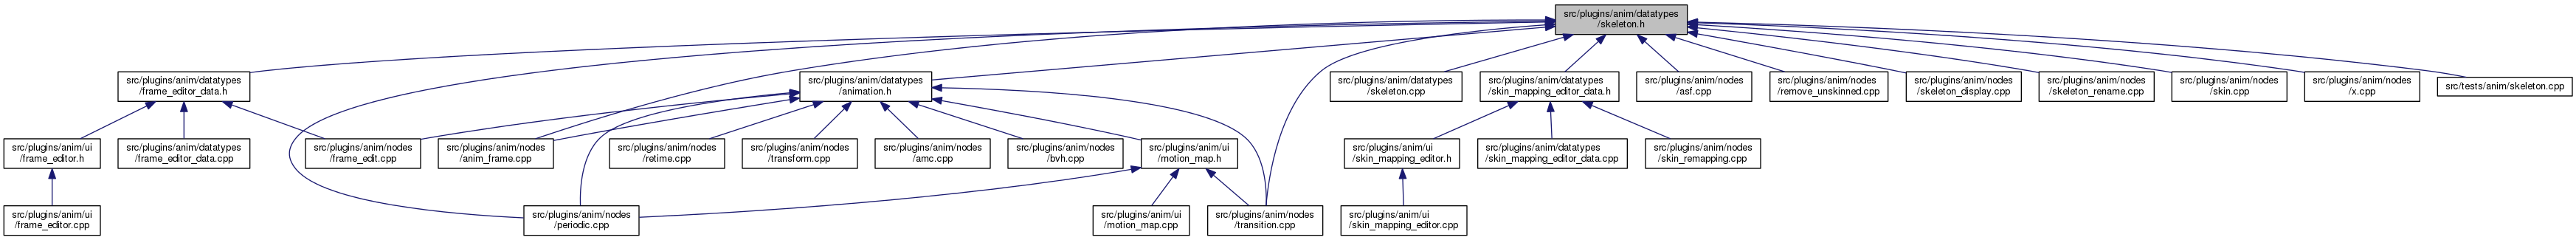 src/plugins/anim/datatypes
/skeleton.h
src/plugins/anim/datatypes
/frame_editor_data.h
src/plugins/anim/datatypes
/animation.h
src/plugins/anim/datatypes
/skeleton.cpp
src/plugins/anim/datatypes
/skin_mapping_editor_data.h
src/plugins/anim/nodes
/asf.cpp
src/plugins/anim/nodes
/remove_unskinned.cpp
src/plugins/anim/nodes
/skeleton_display.cpp
src/plugins/anim/nodes
/skeleton_rename.cpp
src/plugins/anim/nodes
/skin.cpp
src/plugins/anim/nodes
/x.cpp
src/tests/anim/skeleton.cpp
src/plugins/anim/ui
/frame_editor.h
src/plugins/anim/datatypes
/frame_editor_data.cpp
src/plugins/anim/nodes
/frame_edit.cpp
src/plugins/anim/nodes
/anim_frame.cpp
src/plugins/anim/nodes
/retime.cpp
src/plugins/anim/nodes
/transform.cpp
src/plugins/anim/nodes
/amc.cpp
src/plugins/anim/nodes
/bvh.cpp
src/plugins/anim/ui
/motion_map.h
src/plugins/anim/ui
/skin_mapping_editor.h
src/plugins/anim/datatypes
/skin_mapping_editor_data.cpp
src/plugins/anim/nodes
/skin_remapping.cpp
src/plugins/anim/ui
/frame_editor.cpp
src/plugins/anim/nodes
/periodic.cpp
src/plugins/anim/ui
/motion_map.cpp
src/plugins/anim/nodes
/transition.cpp
src/plugins/anim/ui
/skin_mapping_editor.cpp